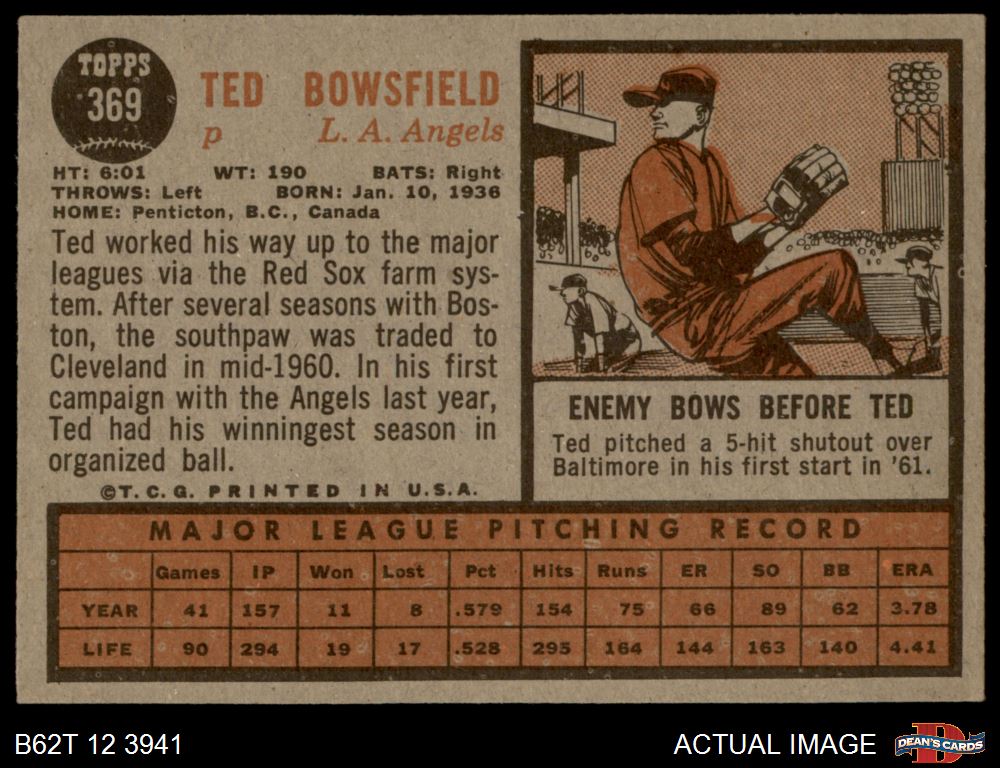 TOPPS
369
TED BOWSFIELD
p L. A. Angels
HT: 6:01 WT: 190 BATS: Right
THROWS: Left BORN: Jan. 10, 1936
HOME: Penticton, B.C., Canada
Ted worked his way up to the major
leagues via the Red Sox farm sys-
tem. After several seasons with Bos-
ton, the southpaw was traded to
Cleveland in mid-1960. In his first
campaign with the Angels last year,
Ted had his winningest season in
organized ball.
©T. C. G. PRINTED IN U.S.A.
ENEMY BOWS BEFORE TED
Ted pitched a 5-hit shutout over
Baltimore in his first start in '61.
MAJOR LEAGUE PITCHING RECORD
Games IP Won Lost Pct Hits Runs ER SO BB ERA
YEAR 41 157 11 8 .579 154 75 66 89 62 3.78
LIFE 90 294 19 17 .528 295 164 144 163 140 4.41
B62T 12 3941
ACTUAL IMAGE
DEAN'S CARDS